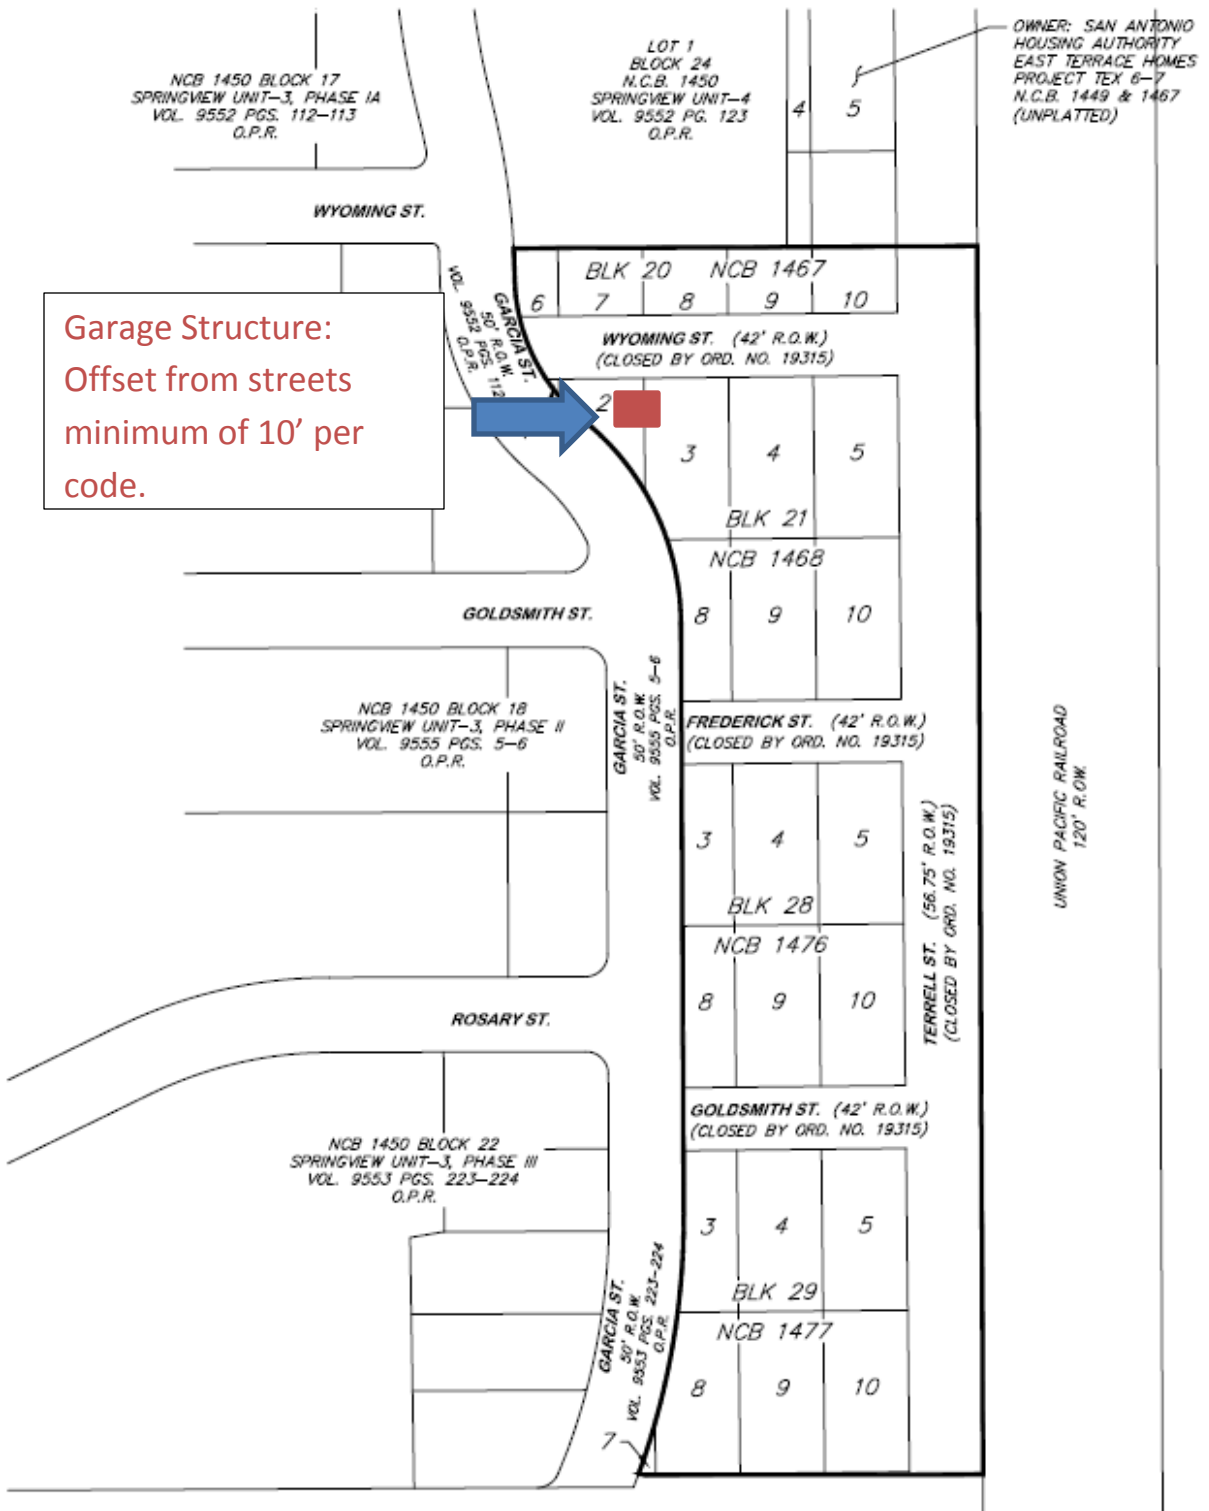 OWNER: SAN ANTONIO
HOUSING AUTHORITY
EAST TERRACE HOMES
PROJECT TEX 6-7
N.C.B. 1449 & 1467
(UNPLATTED)
LOT 1
BLOCK 24
N.C.B. 1450
SPRINGVIEW UNIT-4
VOL. 9552 PG. 123
O.P.R.
4
5
NCB 1450 BLOCK 17
SPRINGVIEW UNIT-3, PHASE IA
VOL. 9552 PGS. 112-113
O.P.R.
WYOMING ST.
BLK 20 NCB 1467
6 7 8 9 10
GARCIA ST.
50' R.O.W.
VOL. 9552 PGS. 112
O.P.R.
WYOMING ST. (42' R.O.W.)
(CLOSED BY ORD. NO. 19315)
Garage Structure:
Offset from streets
minimum of 10' per
code.
2
3 4 5
BLK 21
NCB 1468
8 9 10
GOLDSMITH ST.
GARCIA ST.
50' R.O.W.
VOL. 9555 PGS. 5-6
O.P.R.
NCB 1450 BLOCK 18
SPRINGVIEW UNIT-3, PHASE II
VOL. 9555 PGS. 5-6
O.P.R.
FREDERICK ST. (42' R.O.W.)
(CLOSED BY ORD. NO. 19315)
UNION PACIFIC RAILROAD
120' R.O.W.
3 4 5
BLK 28
NCB 1476
8 9 10
TERRELL ST. (56.75' R.O.W.)
(CLOSED BY ORD. NO. 19315)
ROSARY ST.
GOLDSMITH ST. (42' R.O.W.)
(CLOSED BY ORD. NO. 19315)
NCB 1450 BLOCK 22
SPRINGVIEW UNIT-3, PHASE III
VOL. 9553 PGS. 223-224
O.P.R.
3 4 5
BLK 29
NCB 1477
8 9 10
GARCIA ST.
50' R.O.W.
VOL. 9553 PGS. 223-224
O.P.R.
7